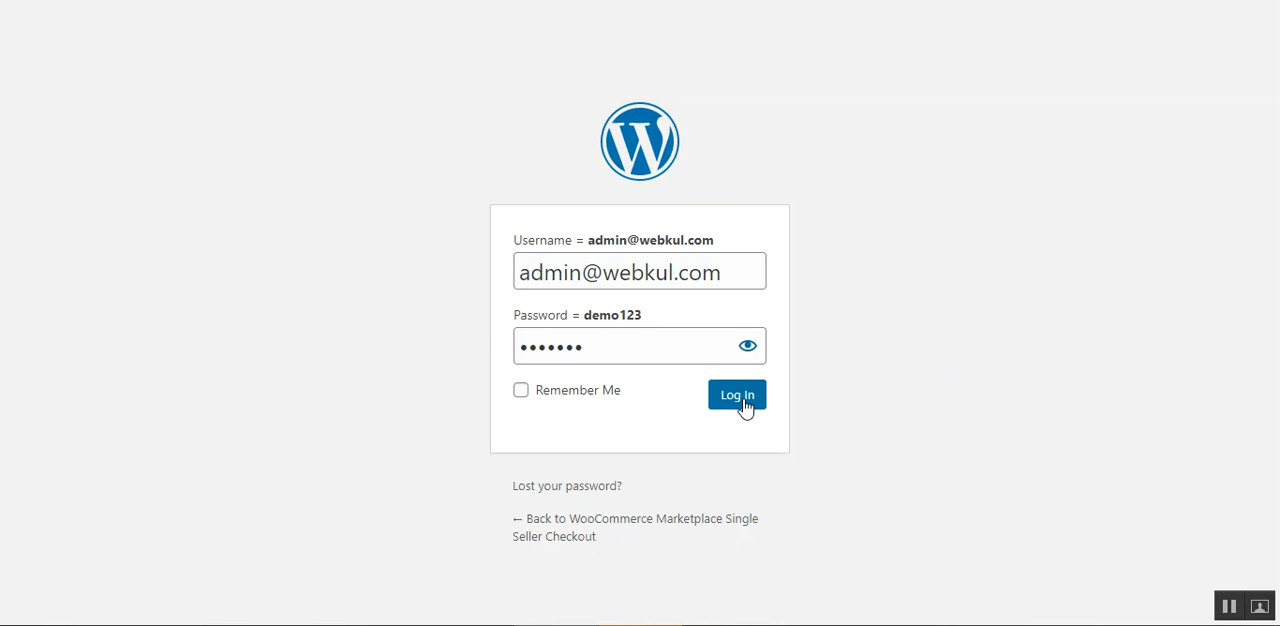 Username = admin@webkul.com
admin@webkul.com
Password = demo123
•••••••
Remember Me
Log In
Lost your password?
← Back to WooCommerce Marketplace Single
Seller Checkout